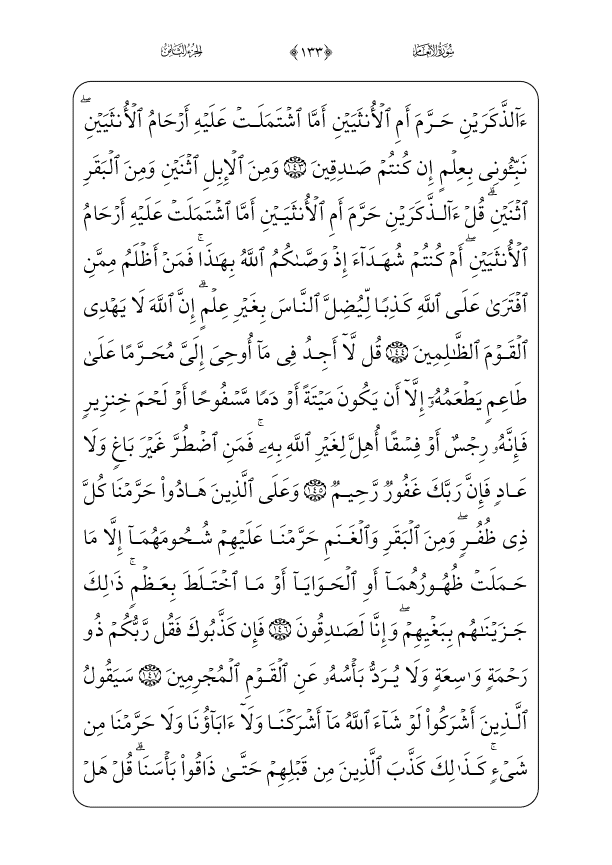 سُورَةُ الأَنْعَام ﴿١٣٣﴾ الجُزْءُ الثَّامِنُ
ءَآلذَّكَرَيۡنِ حَرَّمَ أَمِ ٱلۡأُنثَيَيۡنِ أَمَّا ٱشۡتَمَلَتۡ عَلَيۡهِ أَرۡحَامُ ٱلۡأُنثَيَيۡنِۖ
نَبِّـُٔونِي بِعِلۡمٍ إِن كُنتُمۡ صَٰدِقِينَ ١٤٣ وَمِنَ ٱلۡإِبِلِ ٱثۡنَيۡنِ وَمِنَ ٱلۡبَقَرِ
ٱثۡنَيۡنِۗ قُلۡ ءَآلذَّكَرَيۡنِ حَرَّمَ أَمِ ٱلۡأُنثَيَيۡنِ أَمَّا ٱشۡتَمَلَتۡ عَلَيۡهِ أَرۡحَامُ
ٱلۡأُنثَيَيۡنِۖ أَمۡ كُنتُمۡ شُهَدَآءَ إِذۡ وَصَّىٰكُمُ ٱللَّهُ بِهَٰذَاۚ فَمَنۡ أَظۡلَمُ مِمَّنِ
ٱفۡتَرَىٰ عَلَى ٱللَّهِ كَذِبٗا لِّيُضِلَّ ٱلنَّاسَ بِغَيۡرِ عِلۡمٍۗ إِنَّ ٱللَّهَ لَا يَهۡدِي
ٱلۡقَوۡمَ ٱلظَّٰلِمِينَ ١٤٤ قُل لَّآ أَجِدُ فِي مَآ أُوحِيَ إِلَيَّ مُحَرَّمًا عَلَىٰ
طَاعِمٖ يَطۡعَمُهُۥٓ إِلَّآ أَن يَكُونَ مَيۡتَةً أَوۡ دَمٗا مَّسۡفُوحًا أَوۡ لَحۡمَ خِنزِيرٖ
فَإِنَّهُۥ رِجۡسٌ أَوۡ فِسۡقًا أُهِلَّ لِغَيۡرِ ٱللَّهِ بِهِۦۚ فَمَنِ ٱضۡطُرَّ غَيۡرَ بَاغٖ وَلَا
عَادٖ فَإِنَّ رَبَّكَ غَفُورٞ رَّحِيمٞ ١٤٥ وَعَلَى ٱلَّذِينَ هَادُواْ حَرَّمۡنَا كُلَّ
ذِي ظُفُرٖۖ وَمِنَ ٱلۡبَقَرِ وَٱلۡغَنَمِ حَرَّمۡنَا عَلَيۡهِمۡ شُحُومَهُمَآ إِلَّا مَا
حَمَلَتۡ ظُهُورُهُمَآ أَوِ ٱلۡحَوَايَآ أَوۡ مَا ٱخۡتَلَطَ بِعَظۡمٖۚ ذَٰلِكَ
جَزَيۡنَٰهُم بِبَغۡيِهِمۡۖ وَإِنَّا لَصَٰدِقُونَ ١٤٦ فَإِن كَذَّبُوكَ فَقُل رَّبُّكُمۡ ذُو
رَحۡمَةٖ وَٰسِعَةٖ وَلَا يُرَدُّ بَأۡسُهُۥ عَنِ ٱلۡقَوۡمِ ٱلۡمُجۡرِمِينَ ١٤٧ سَيَقُولُ
ٱلَّذِينَ أَشۡرَكُواْ لَوۡ شَآءَ ٱللَّهُ مَآ أَشۡرَكۡنَا وَلَآ ءَابَآؤُنَا وَلَا حَرَّمۡنَا مِن
شَيۡءٖۚ كَذَٰلِكَ كَذَّبَ ٱلَّذِينَ مِن قَبۡلِهِمۡ حَتَّىٰ ذَاقُواْ بَأۡسَنَاۗ قُلۡ هَلۡ